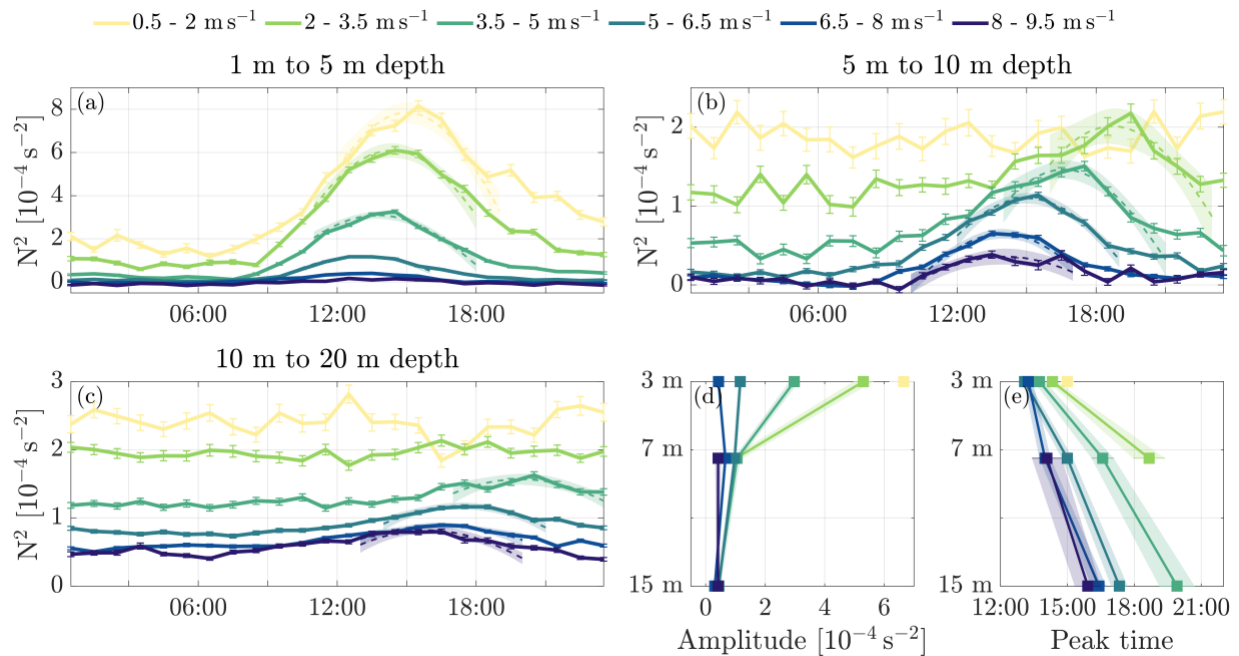 0.5 - 2 m s⁻¹ 2 - 3.5 m s⁻¹ 3.5 - 5 m s⁻¹ 5 - 6.5 m s⁻¹ 6.5 - 8 m s⁻¹ 8 - 9.5 m s⁻¹
1 m to 5 m depth
(a)
N² [10⁻⁴ s⁻²]
8
6
4
2
0
06:00 12:00 18:00
5 m to 10 m depth
(b)
N² [10⁻⁴ s⁻²]
2
1
0
06:00 12:00 18:00
10 m to 20 m depth
(c)
N² [10⁻⁴ s⁻²]
3
2
1
0
06:00 12:00 18:00
(d)
3 m
7 m
15 m
0 2 4 6
Amplitude [10⁻⁴ s⁻²]
(e)
3 m
7 m
15 m
12:00 15:00 18:00 21:00
Peak time